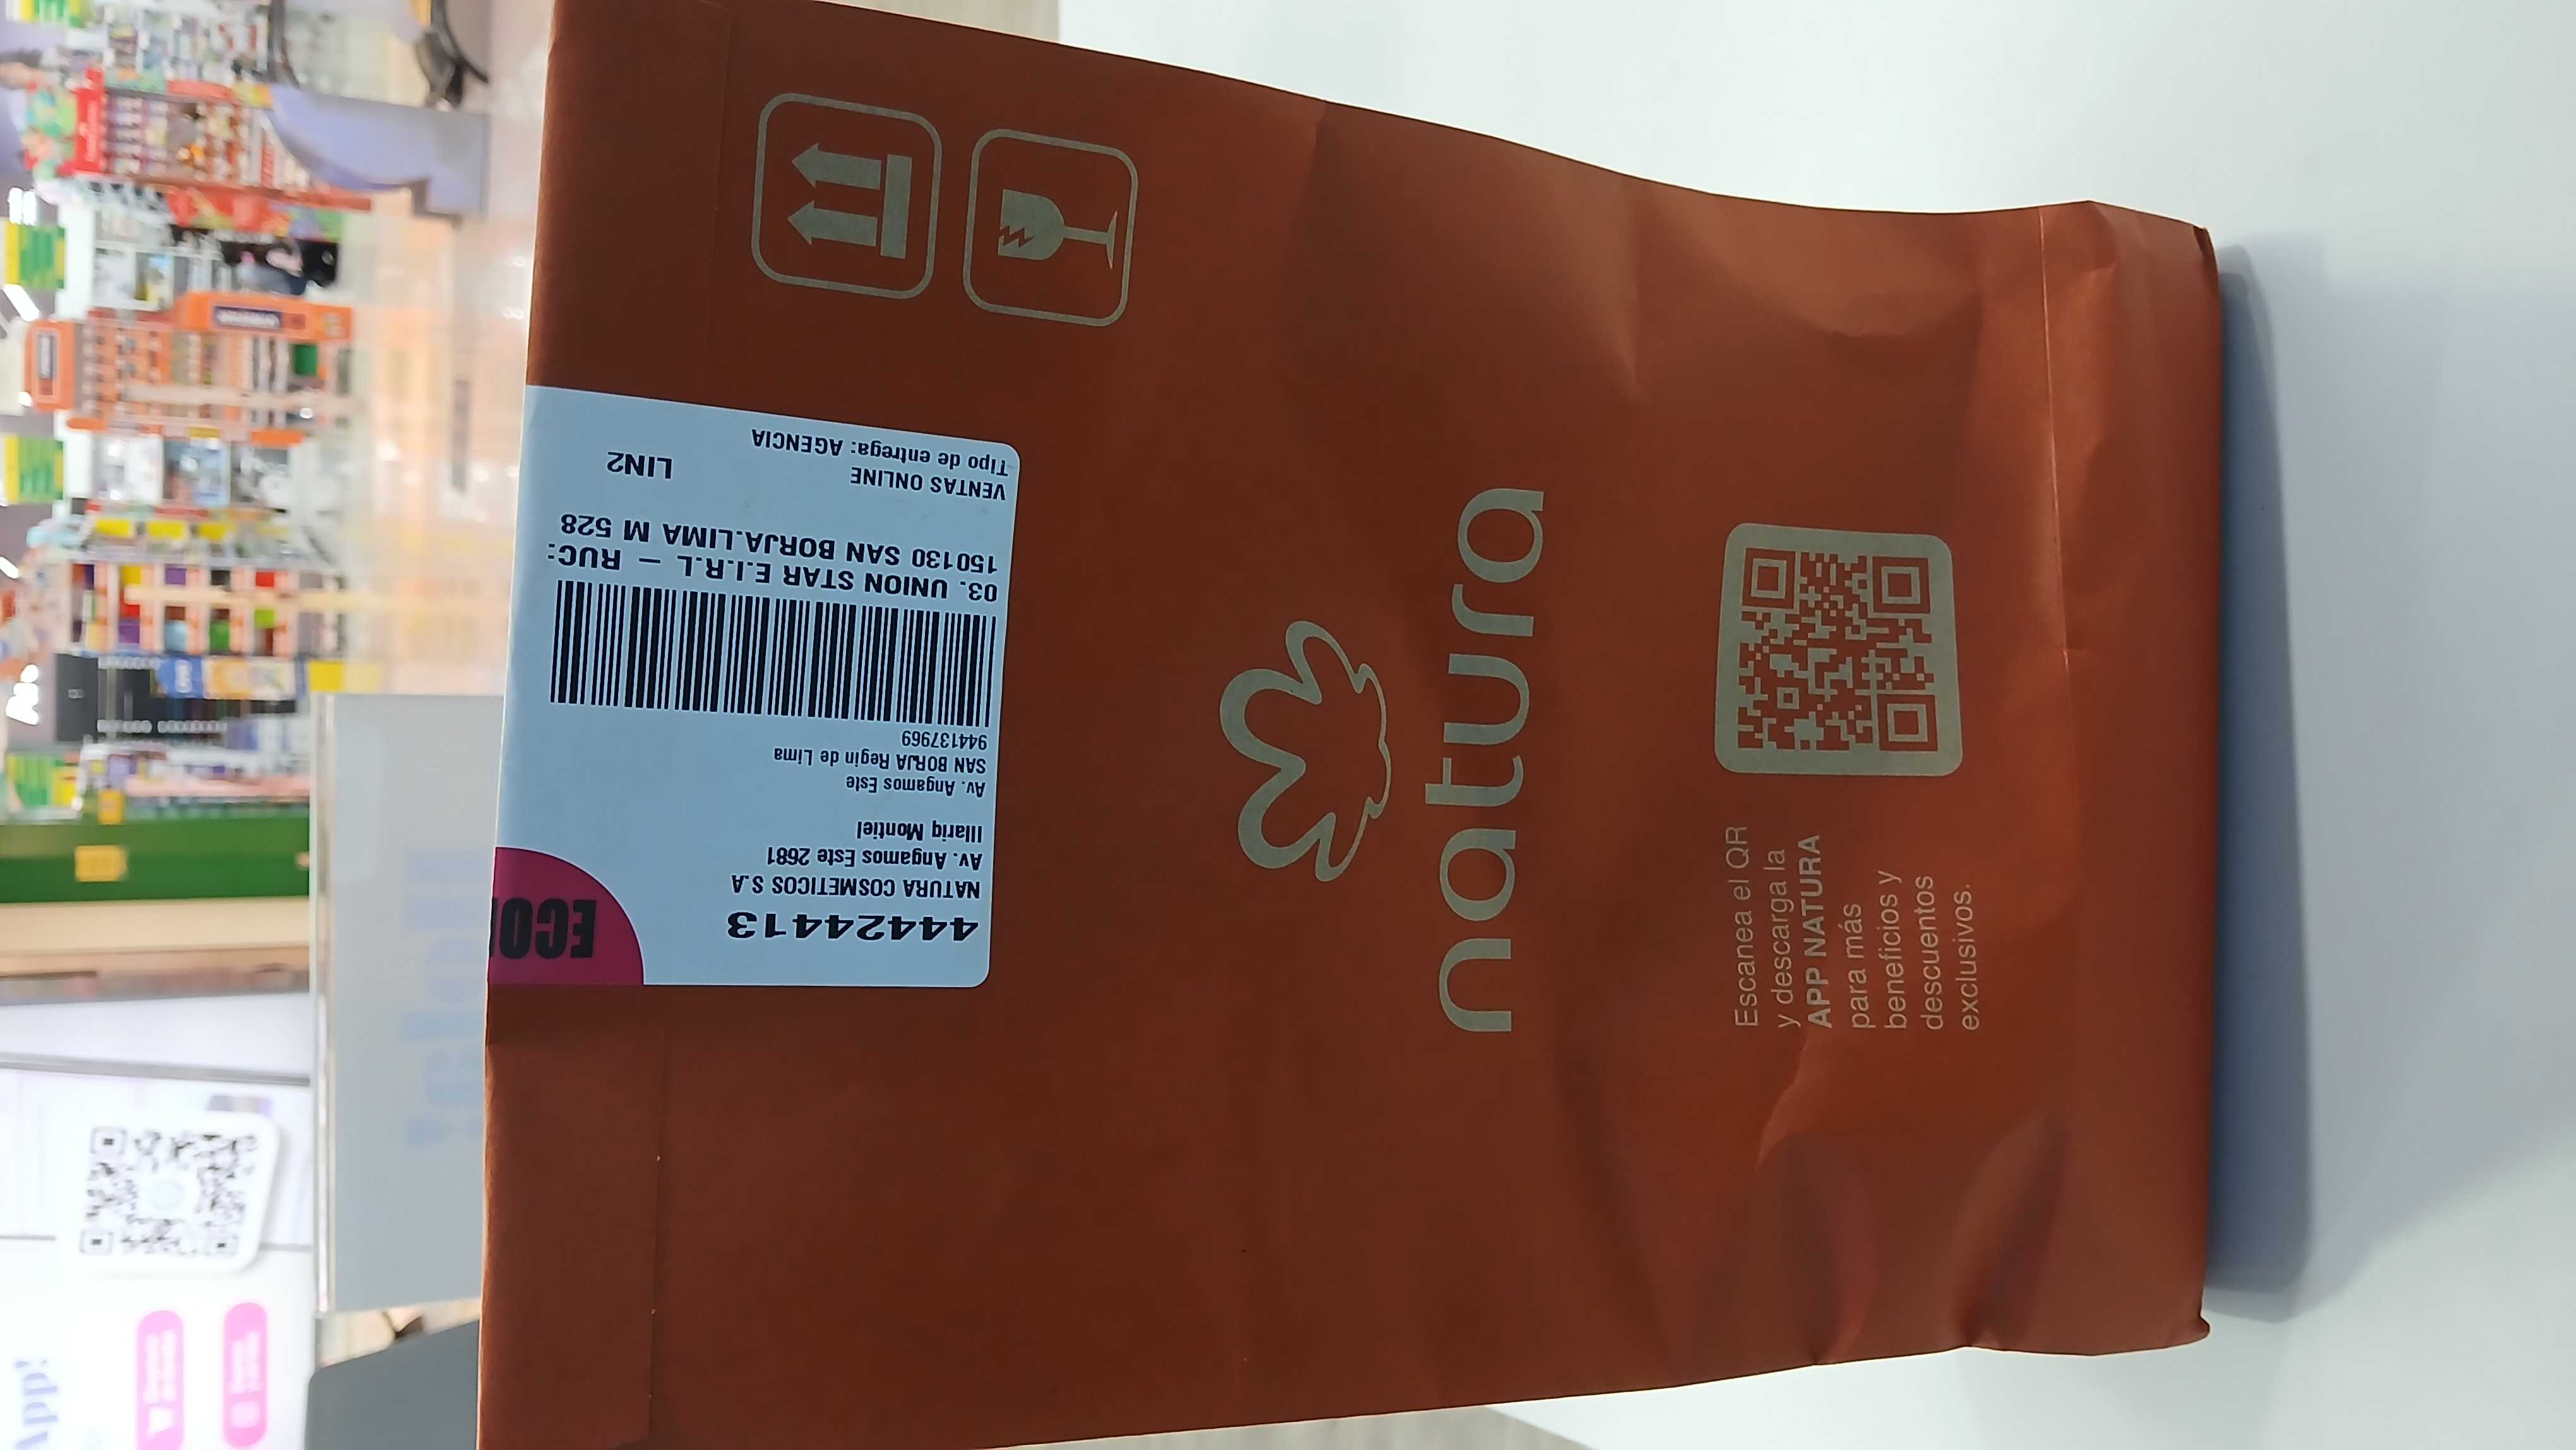 44424413
NATURA COSMETICOS S.A
Av. Angamos Este 2681
Illariq Montiel
Av. Angamos Este
SAN BORJA Regin de Lima
944137969
03. UNION STAR E.I.R.L — RUC:
150130 SAN BORJA.LIMA M 528
VENTAS ONLINE
LIN2
Tipo de entrega: AGENCIA
natura
Escanea el QR
y descarga la
APP NATURA
para más
beneficios y
descuentos
exclusivos.
App!